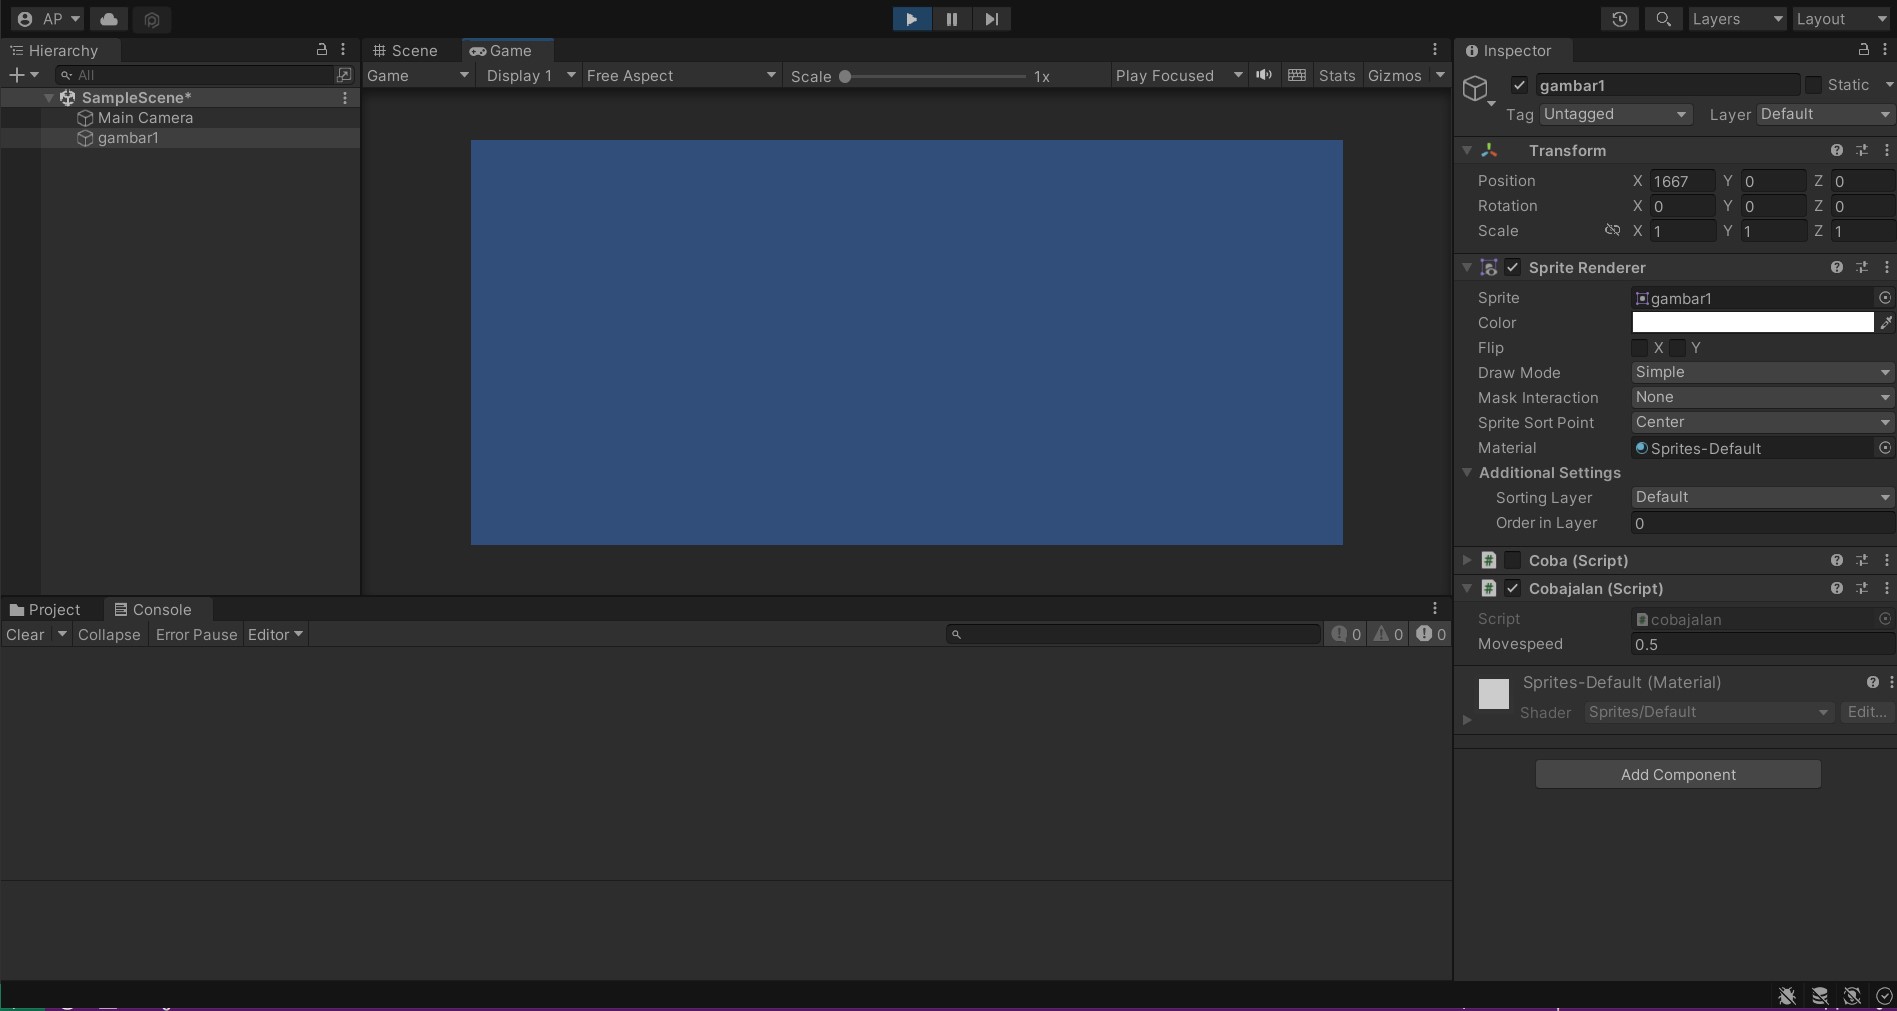 AP
Layers
Layout
Hierarchy
All
SampleScene*
Main Camera
gambar1
Scene
Game
Game
Display 1
Free Aspect
Scale
1x
Play Focused
Stats
Gizmos
Inspector
gambar1
Static
Tag Untagged Layer Default
Transform
Position X 1667 Y 0 Z 0
Rotation X 0 Y 0 Z 0
Scale X 1 Y 1 Z 1
Sprite Renderer
Sprite gambar1
Color
Flip X Y
Draw Mode Simple
Mask Interaction None
Sprite Sort Point Center
Material Sprites-Default
Additional Settings
Sorting Layer Default
Order in Layer 0
Coba (Script)
Cobajalan (Script)
Script cobajalan
Movespeed 0.5
Sprites-Default (Material)
Shader Sprites/Default Edit...
Add Component
Project
Console
Clear
Collapse
Error Pause
Editor
0
0
0